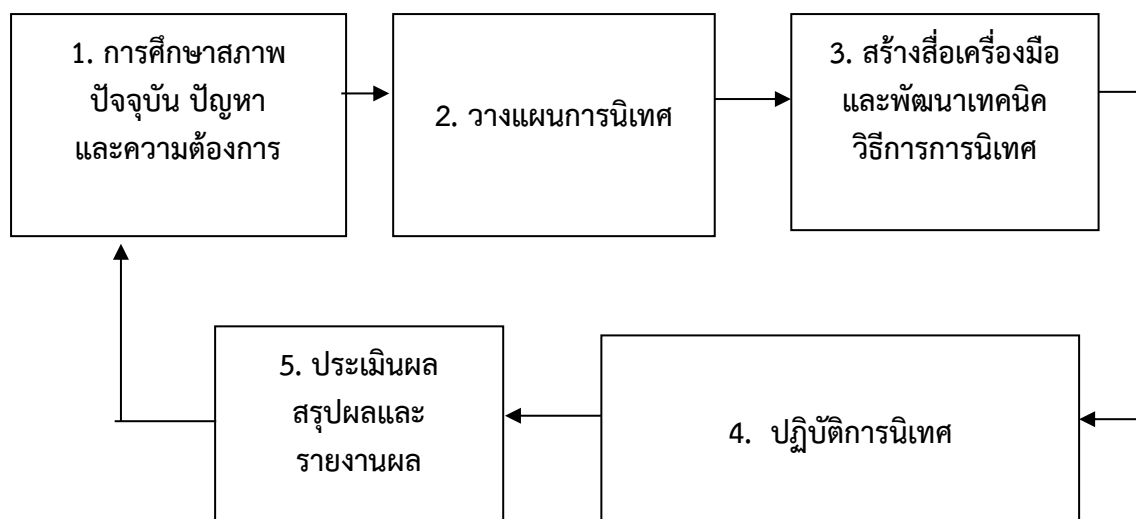 1. การศึกษาสภาพ
ปัจจุบัน ปัญหา
และความต้องการ
2. วางแผนการนิเทศ
3. สร้างสื่อเครื่องมือ
และพัฒนาเทคนิค
วิธีการการนิเทศ
4. ปฏิบัติการนิเทศ
5. ประเมินผล
สรุปผลและ
รายงานผล